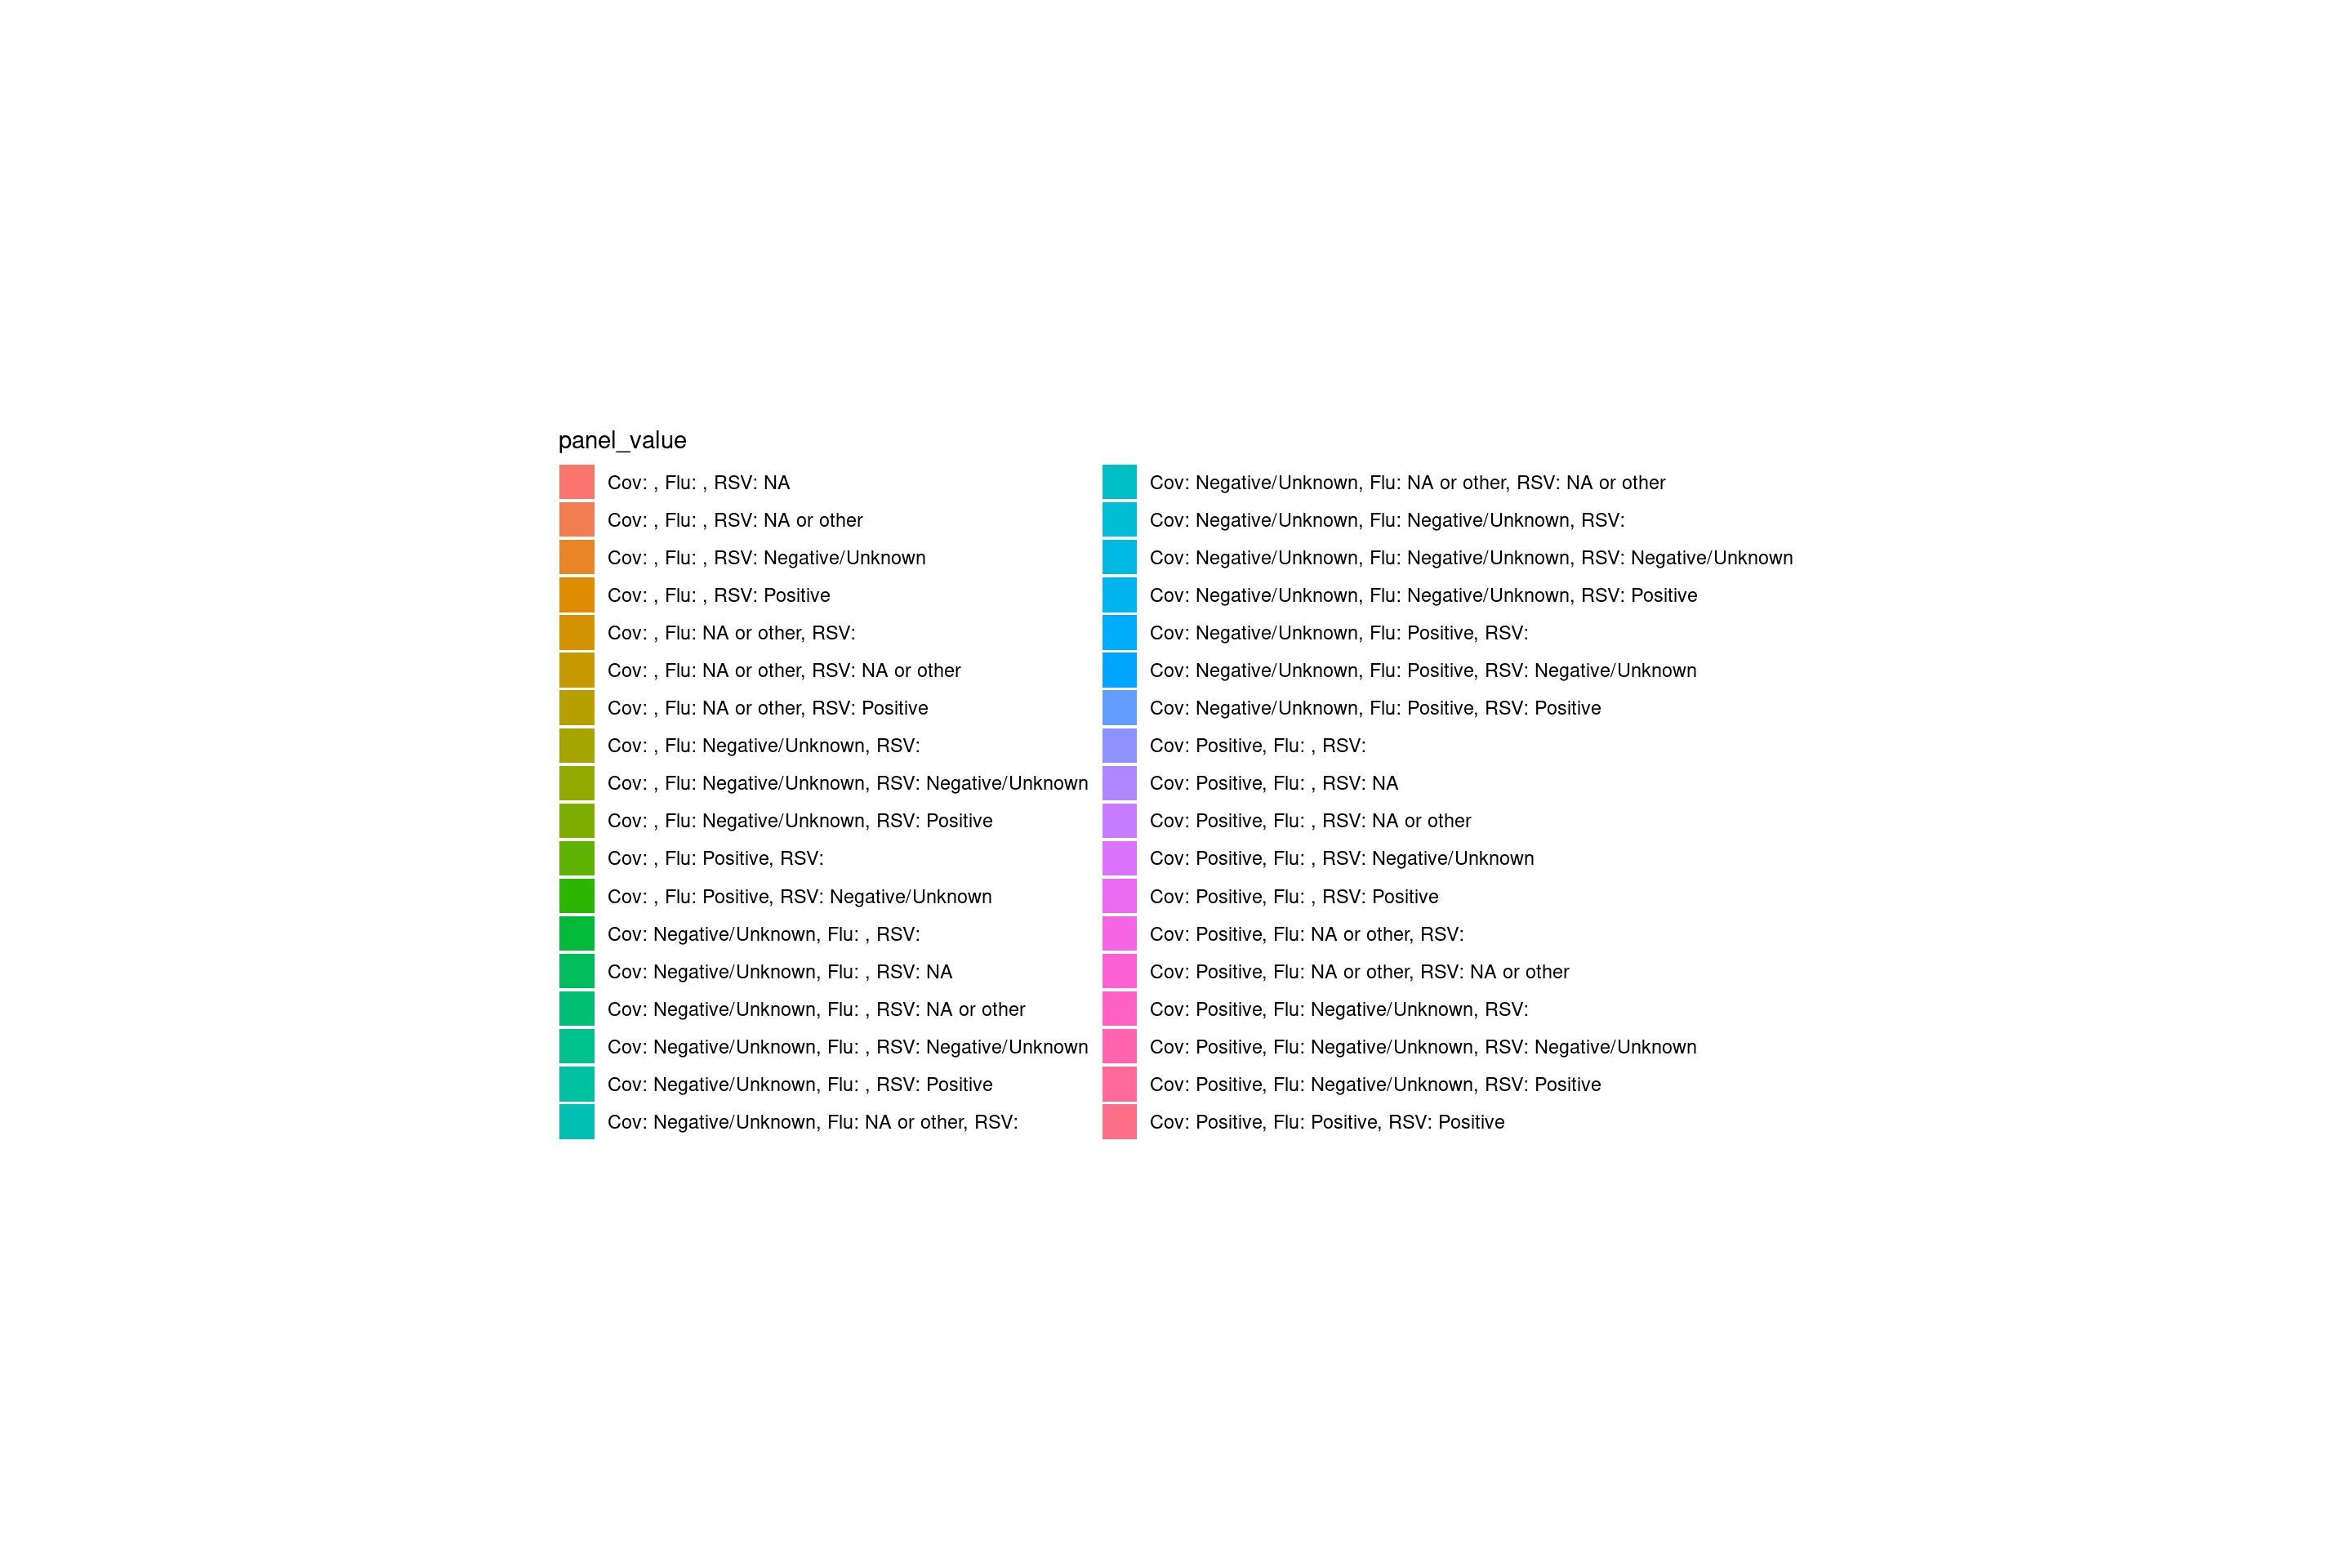 panel_value
Cov: , Flu: , RSV: NA
Cov: , Flu: , RSV: NA or other
Cov: , Flu: , RSV: Negative/Unknown
Cov: , Flu: , RSV: Positive
Cov: , Flu: NA or other, RSV:
Cov: , Flu: NA or other, RSV: NA or other
Cov: , Flu: NA or other, RSV: Positive
Cov: , Flu: Negative/Unknown, RSV:
Cov: , Flu: Negative/Unknown, RSV: Negative/Unknown
Cov: , Flu: Negative/Unknown, RSV: Positive
Cov: , Flu: Positive, RSV:
Cov: , Flu: Positive, RSV: Negative/Unknown
Cov: Negative/Unknown, Flu: , RSV:
Cov: Negative/Unknown, Flu: , RSV: NA
Cov: Negative/Unknown, Flu: , RSV: NA or other
Cov: Negative/Unknown, Flu: , RSV: Negative/Unknown
Cov: Negative/Unknown, Flu: , RSV: Positive
Cov: Negative/Unknown, Flu: NA or other, RSV:
Cov: Negative/Unknown, Flu: NA or other, RSV: NA or other
Cov: Negative/Unknown, Flu: Negative/Unknown, RSV:
Cov: Negative/Unknown, Flu: Negative/Unknown, RSV: Negative/Unknown
Cov: Negative/Unknown, Flu: Negative/Unknown, RSV: Positive
Cov: Negative/Unknown, Flu: Positive, RSV:
Cov: Negative/Unknown, Flu: Positive, RSV: Negative/Unknown
Cov: Negative/Unknown, Flu: Positive, RSV: Positive
Cov: Positive, Flu: , RSV:
Cov: Positive, Flu: , RSV: NA
Cov: Positive, Flu: , RSV: NA or other
Cov: Positive, Flu: , RSV: Negative/Unknown
Cov: Positive, Flu: , RSV: Positive
Cov: Positive, Flu: NA or other, RSV:
Cov: Positive, Flu: NA or other, RSV: NA or other
Cov: Positive, Flu: Negative/Unknown, RSV:
Cov: Positive, Flu: Negative/Unknown, RSV: Negative/Unknown
Cov: Positive, Flu: Negative/Unknown, RSV: Positive
Cov: Positive, Flu: Positive, RSV: Positive